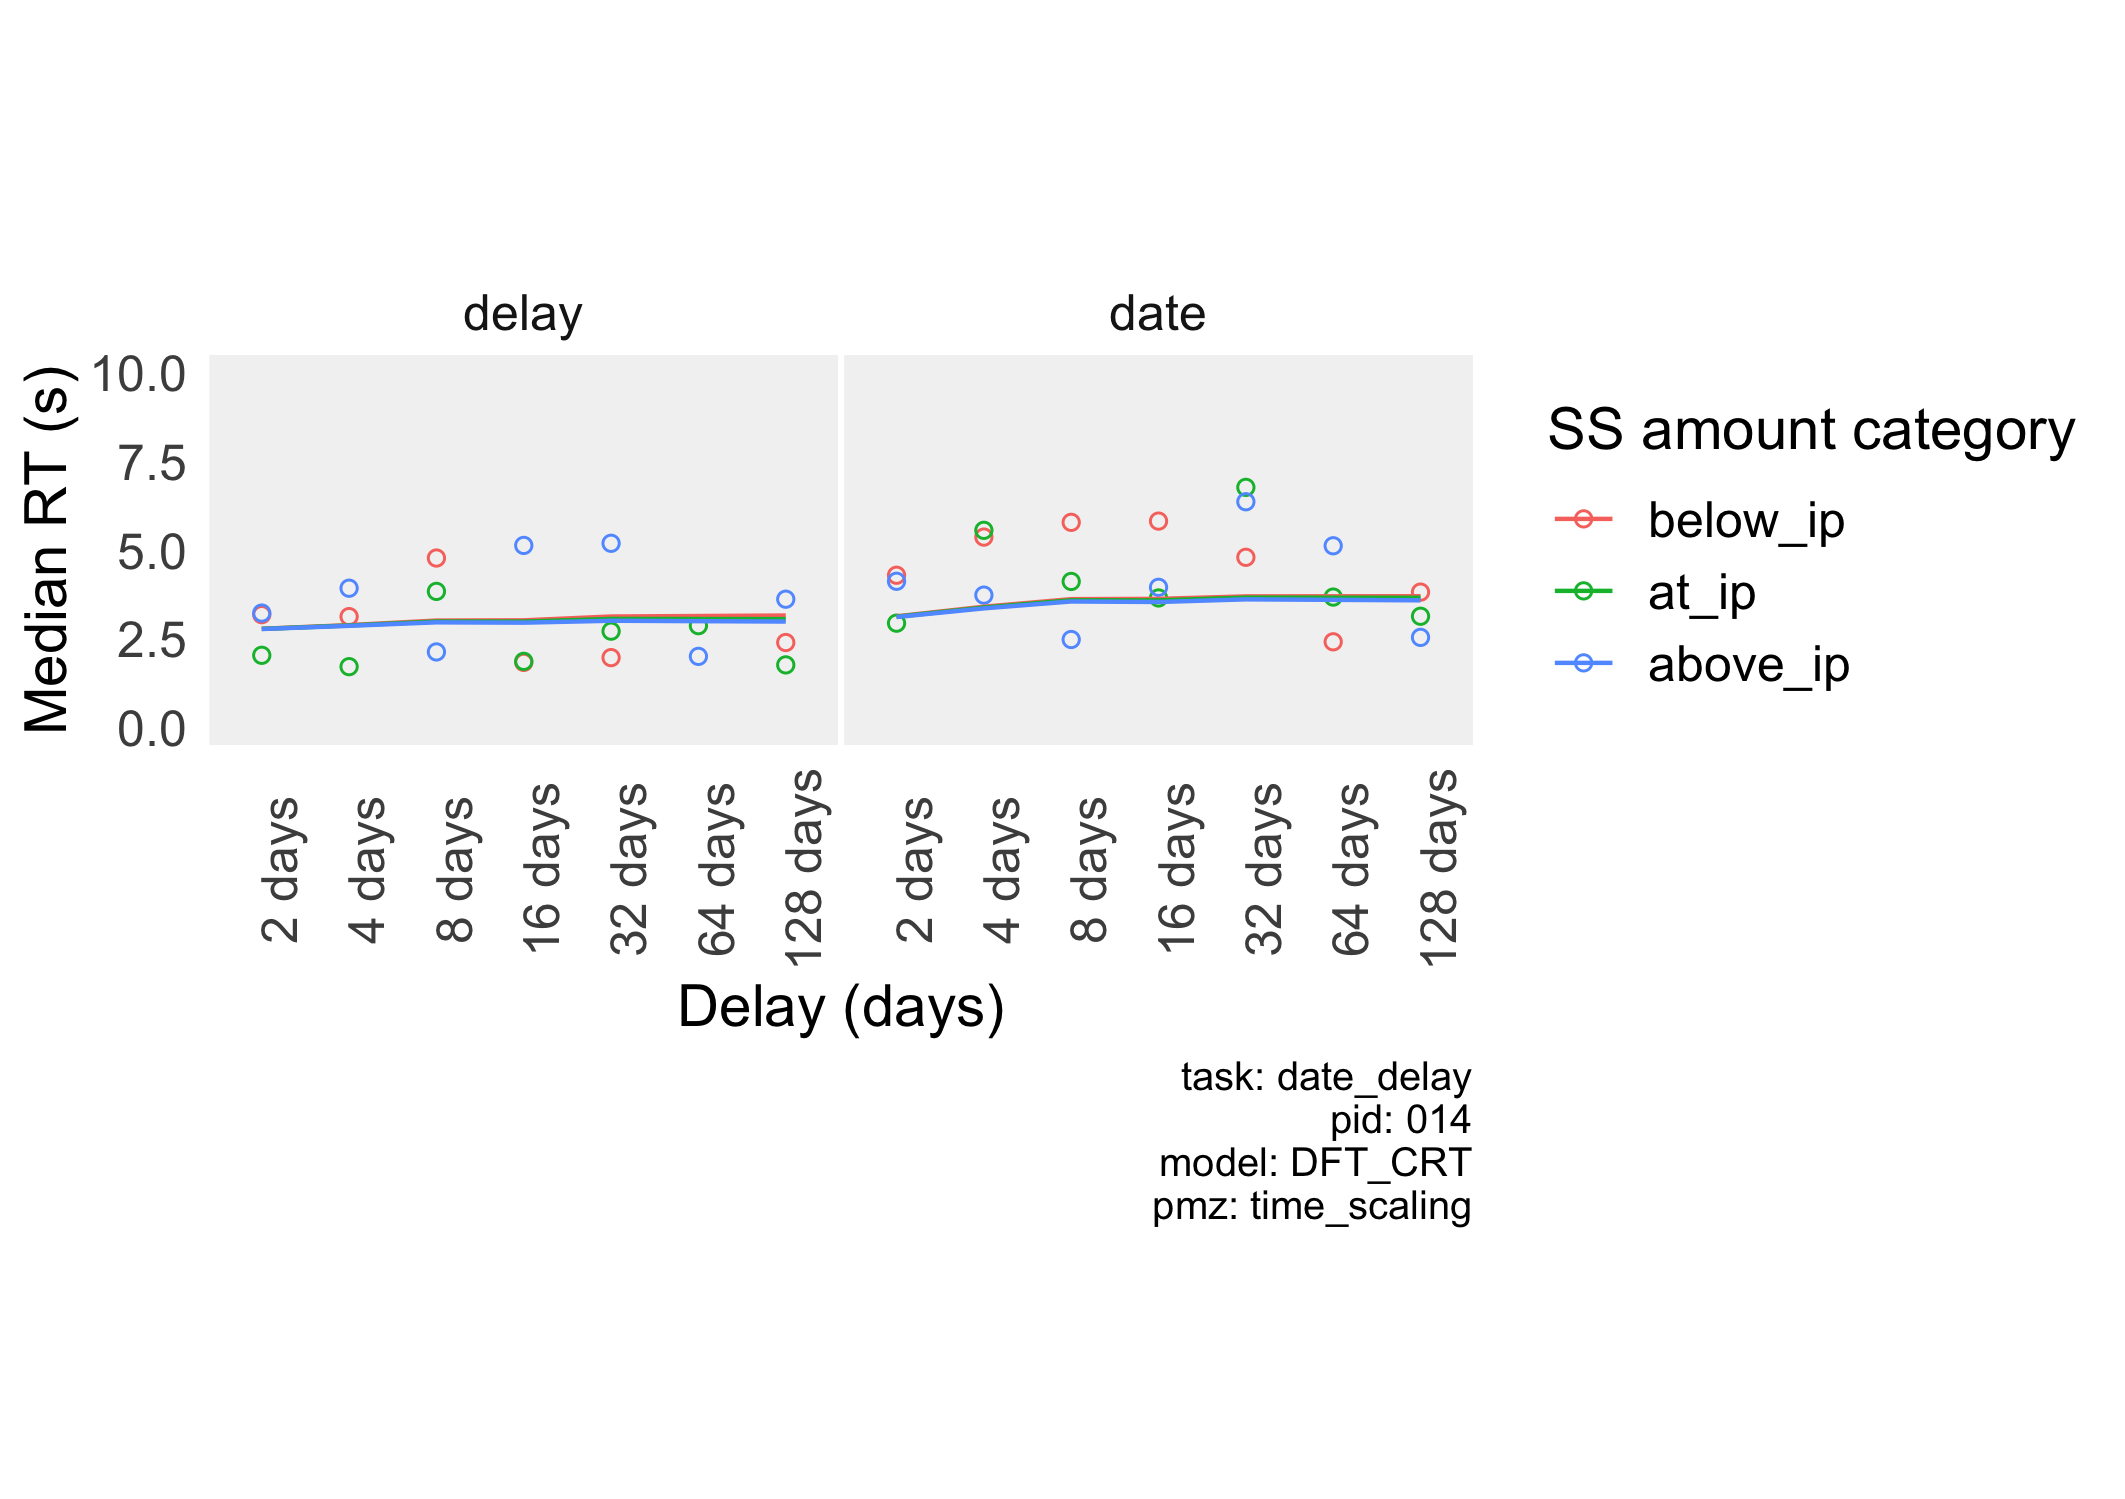 delay
date
Median RT (s)
10.0
7.5
5.0
2.5
0.0
2 days
4 days
8 days
16 days
32 days
64 days
128 days
2 days
4 days
8 days
16 days
32 days
64 days
128 days
Delay (days)
SS amount category
below_ip
at_ip
above_ip
task: date_delay
pid: 014
model: DFT_CRT
pmz: time_scaling